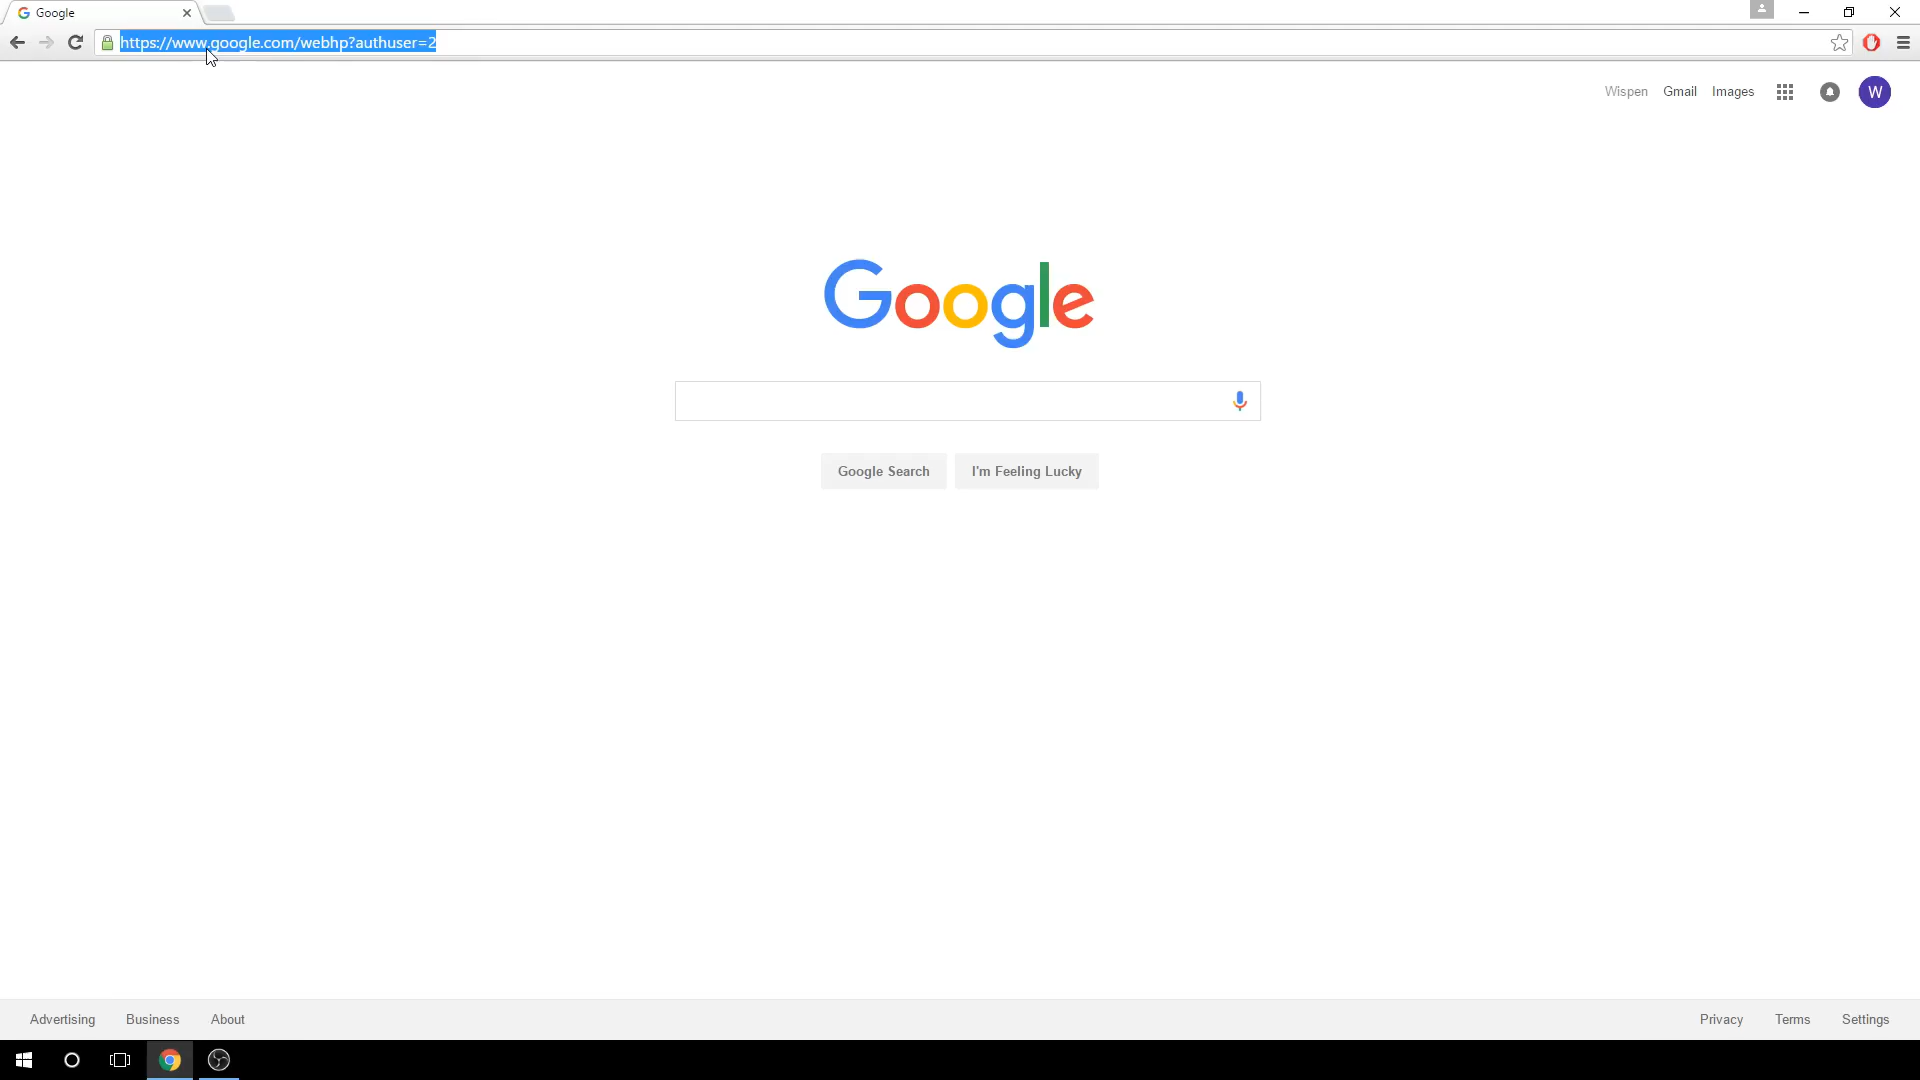 Google
https://www.google.com/webhp?authuser=2
Wispen Gmail Images W
Google
Google Search I'm Feeling Lucky
Advertising Business About Privacy Terms Settings